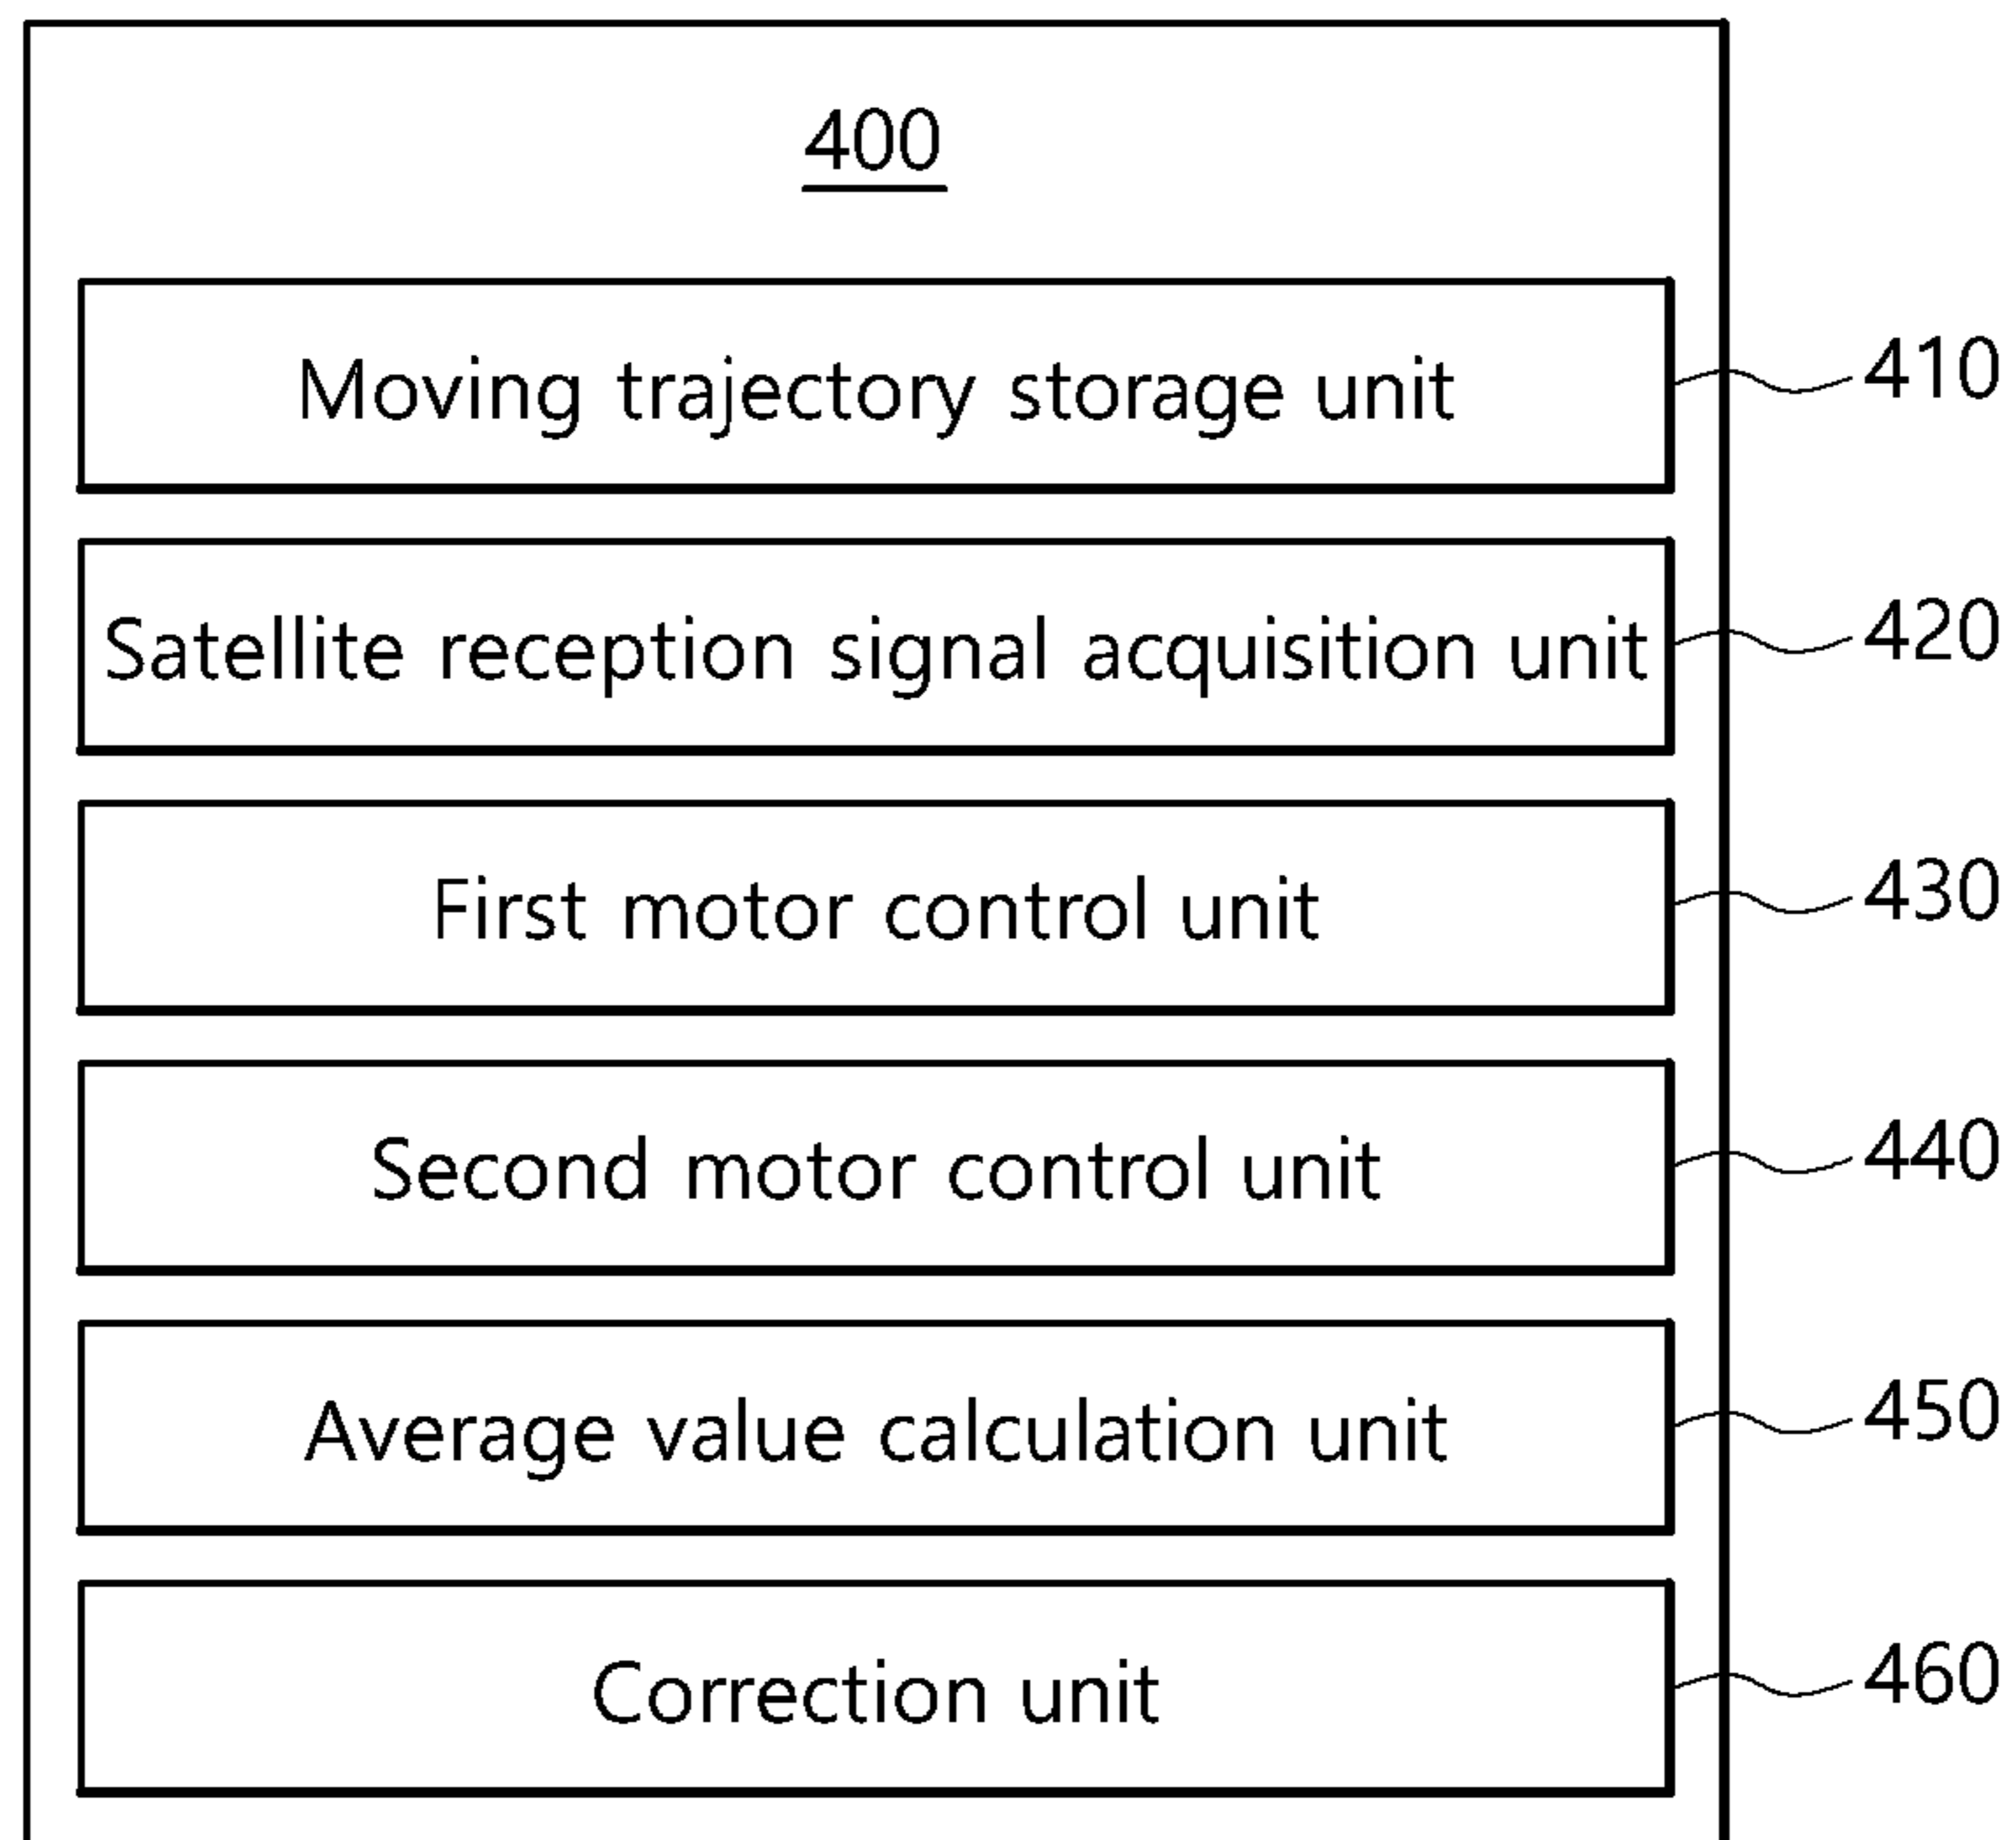 400
Moving trajectory storage unit 410
Satellite reception signal acquisition unit 420
First motor control unit 430
Second motor control unit 440
Average value calculation unit 450
Correction unit 460